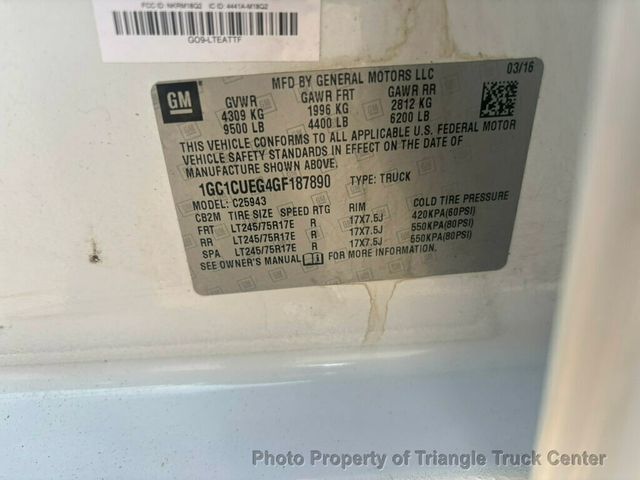 FCC ID: NKRM18Q2 IC ID: 4441A-M18Q2
GO9-LTEATTF
MFD BY GENERAL MOTORS LLC 03/16
GM
GVWR GAWR FRT GAWR RR
4309 KG 1996 KG 2812 KG
9500 LB 4400 LB 6200 LB
THIS VEHICLE CONFORMS TO ALL APPLICABLE U.S. FEDERAL MOTOR
VEHICLE SAFETY STANDARDS IN EFFECT ON THE DATE OF
MANUFACTURE SHOWN ABOVE.
1GC1CUEG4GF187890 TYPE: TRUCK
MODEL: C25943
CB2M TIRE SIZE SPEED RTG RIM COLD TIRE PRESSURE
FRT LT245/75R17E R 17X7.5J 420KPA(60PSI)
RR LT245/75R17E R 17X7.5J 550KPA(80PSI)
SPA LT245/75R17E R 17X7.5J 550KPA(80PSI)
SEE OWNER'S MANUAL FOR MORE INFORMATION
Photo Property of Triangle Truck Center